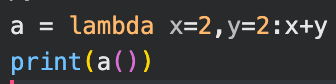 a = lambda x=2,y=2:x+y
print(a())